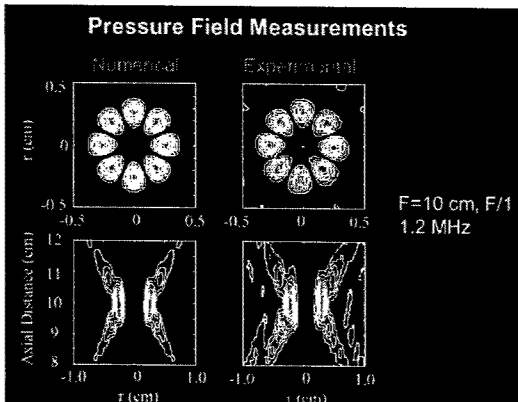 Pressure Field Measurements
Numerical Experimental
0.5
r (cm)
0
-0.5
-0.5 0 0.5 -0.5 0 0.5
F=10 cm, F/1
1.2 MHz
12
11
Axial Distance (cm)
10
9
8
-1.0 0 1.0 -1.0 0 1.0
r (cm) r (cm)